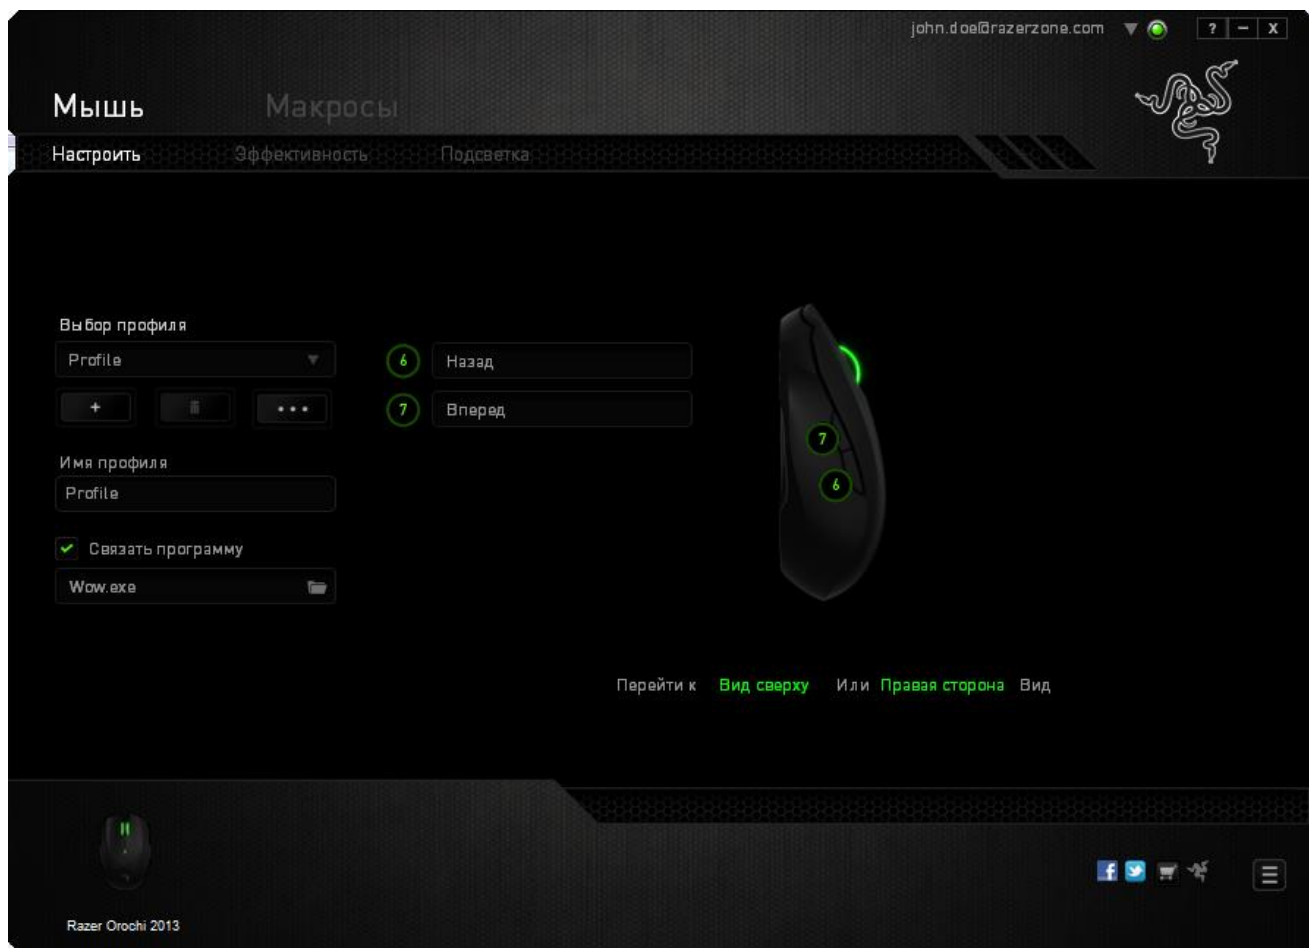 john.doe@razerzone.com
? – X
Мышь Макросы
Настроить Эффективность Подсветка
Выбор профиля
Profile
6 Назад
+ •••
7 Вперед
7
6
Имя профиля
Profile
Связать программу
Wow.exe
Перейти к Вид сверху Или Правая сторона Вид
Razer Orochi 2013